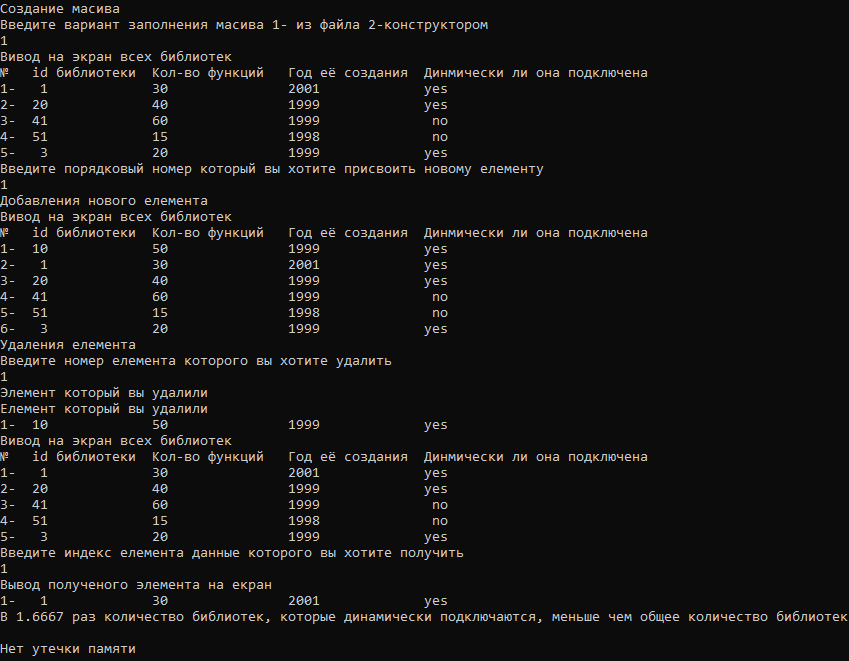 Создание масива
Введите вариант заполнения масива 1- из файла 2-конструктором
1
Вивод на экран всех библиотек
№   id библиотеки  Кол-во функций   Год её создания  Динмически ли она подключена
1-   1             30               2001             yes
2-  20             40               1999             yes
3-  41             60               1999              no
4-  51             15               1998              no
5-   3             20               1999             yes
Введите порядковый номер который вы хотите присвоить новому елементу
1
Добавления нового елемента
Вивод на экран всех библиотек
№   id библиотеки  Кол-во функций   Год её создания  Динмически ли она подключена
1-  10             50               1999             yes
2-   1             30               2001             yes
3-  20             40               1999             yes
4-  41             60               1999              no
5-  51             15               1998              no
6-   3             20               1999             yes
Удаления елемента
Введите номер елемента которого вы хотите удалить
1
Элемент который вы удалили
Елемент который вы удалили
1-  10             50               1999             yes
Вивод на экран всех библиотек
№   id библиотеки  Кол-во функций   Год её создания  Динмически ли она подключена
1-   1             30               2001             yes
2-  20             40               1999             yes
3-  41             60               1999              no
4-  51             15               1998              no
5-   3             20               1999             yes
Введите индекс елемента данные которого вы хотите получить
1
Вывод полученого элемента на екран
1-   1             30               2001             yes
В 1.6667 раз количество библиотек, которые динамически подключаются, меньше чем общее количество библиотек
Нет утечки памяти